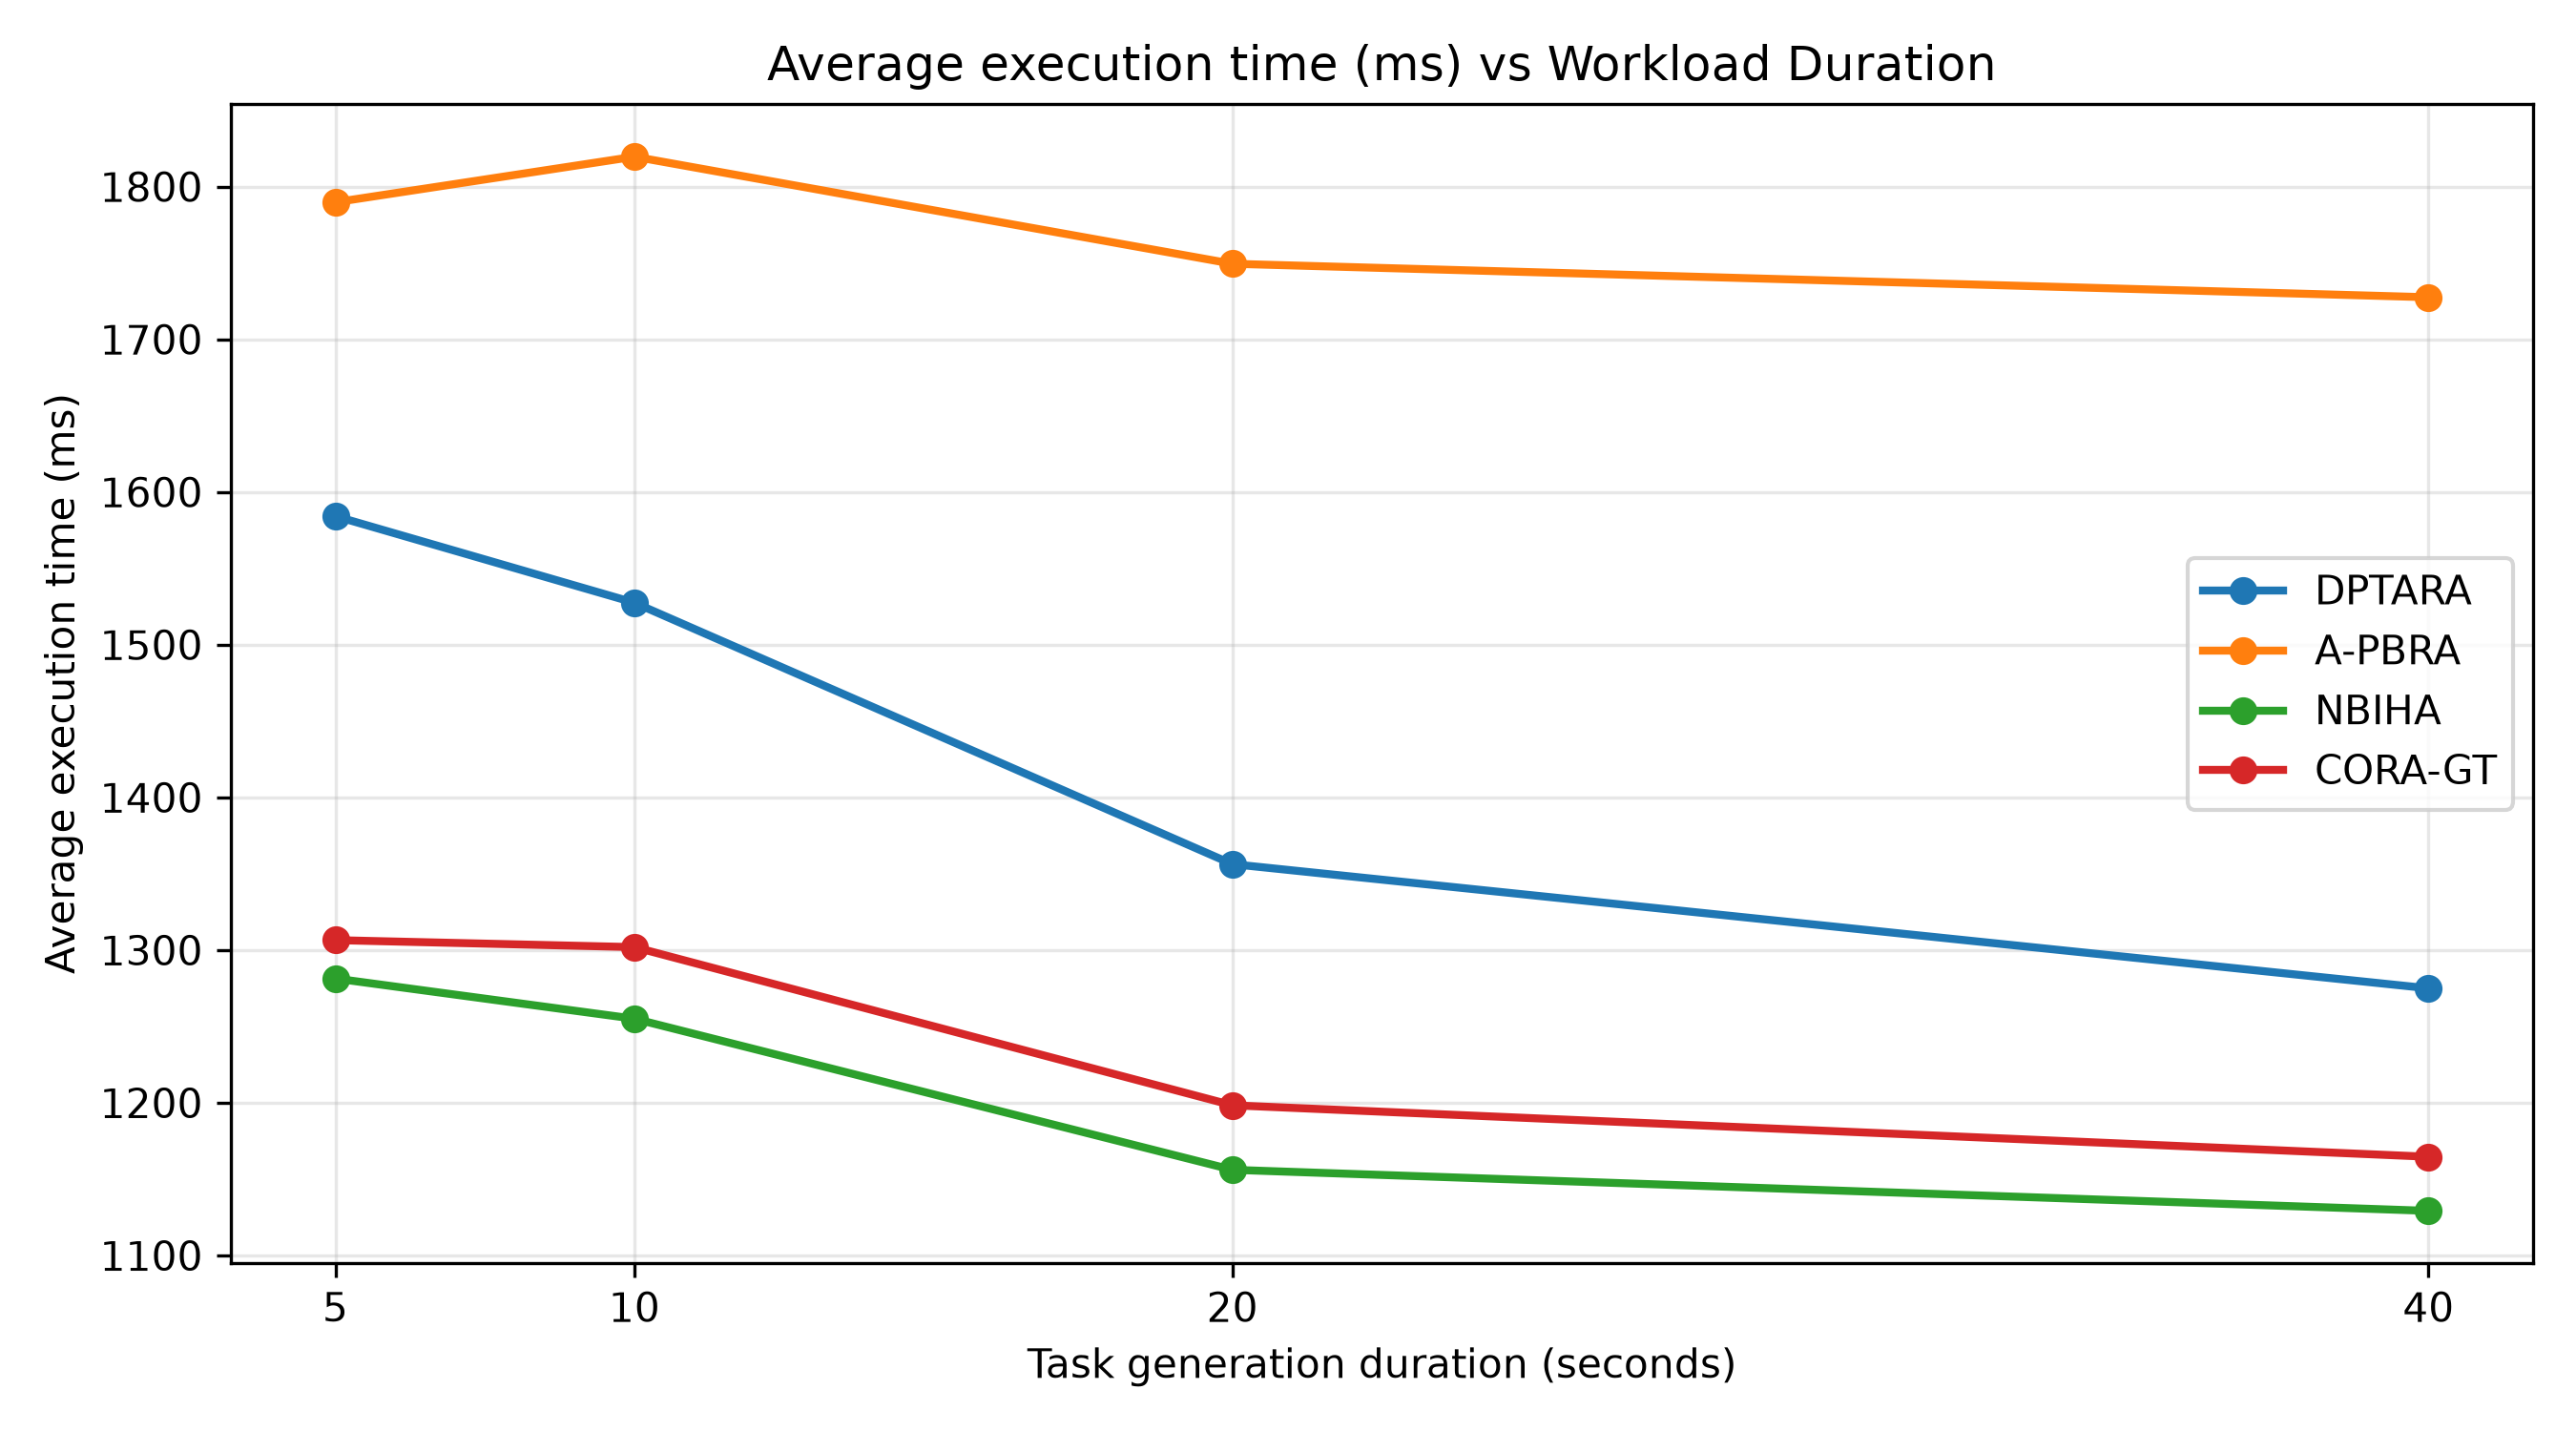 Average execution time (ms) vs Workload Duration
Average execution time (ms)
1800
1700
1600
1500
1400
1300
1200
1100
5
10
20
40
Task generation duration (seconds)
DPTARA
A-PBRA
NBIHA
CORA-GT